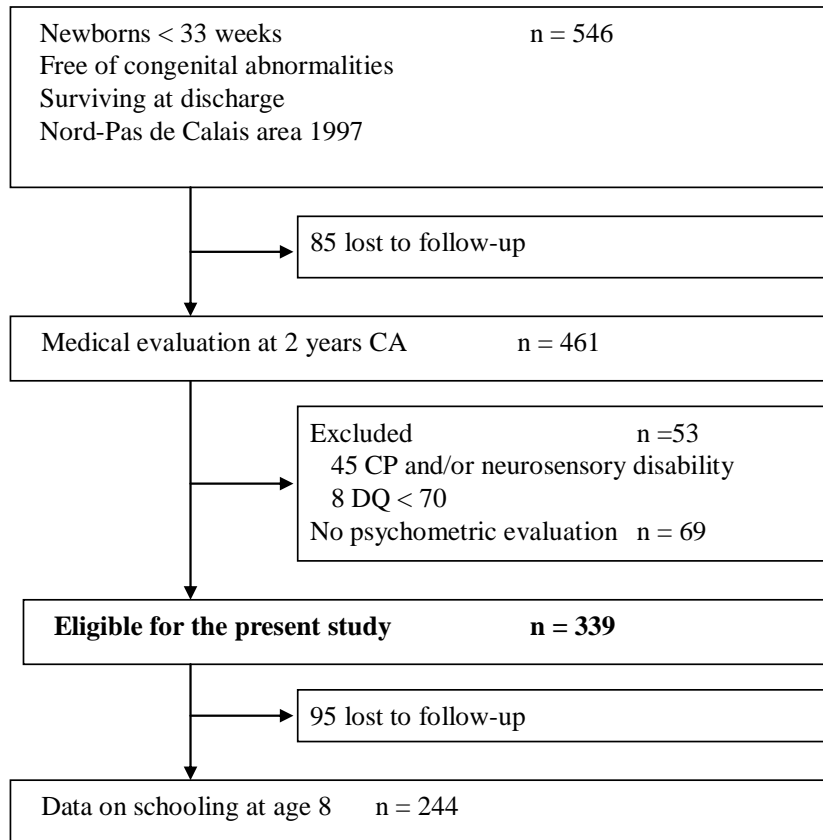 Newborns < 33 weeks n = 546
Free of congenital abnormalities
Surviving at discharge
Nord-Pas de Calais area 1997
85 lost to follow-up
Medical evaluation at 2 years CA n = 461
Excluded n =53
45 CP and/or neurosensory disability
8 DQ < 70
No psychometric evaluation n = 69
Eligible for the present study n = 339
95 lost to follow-up
Data on schooling at age 8 n = 244